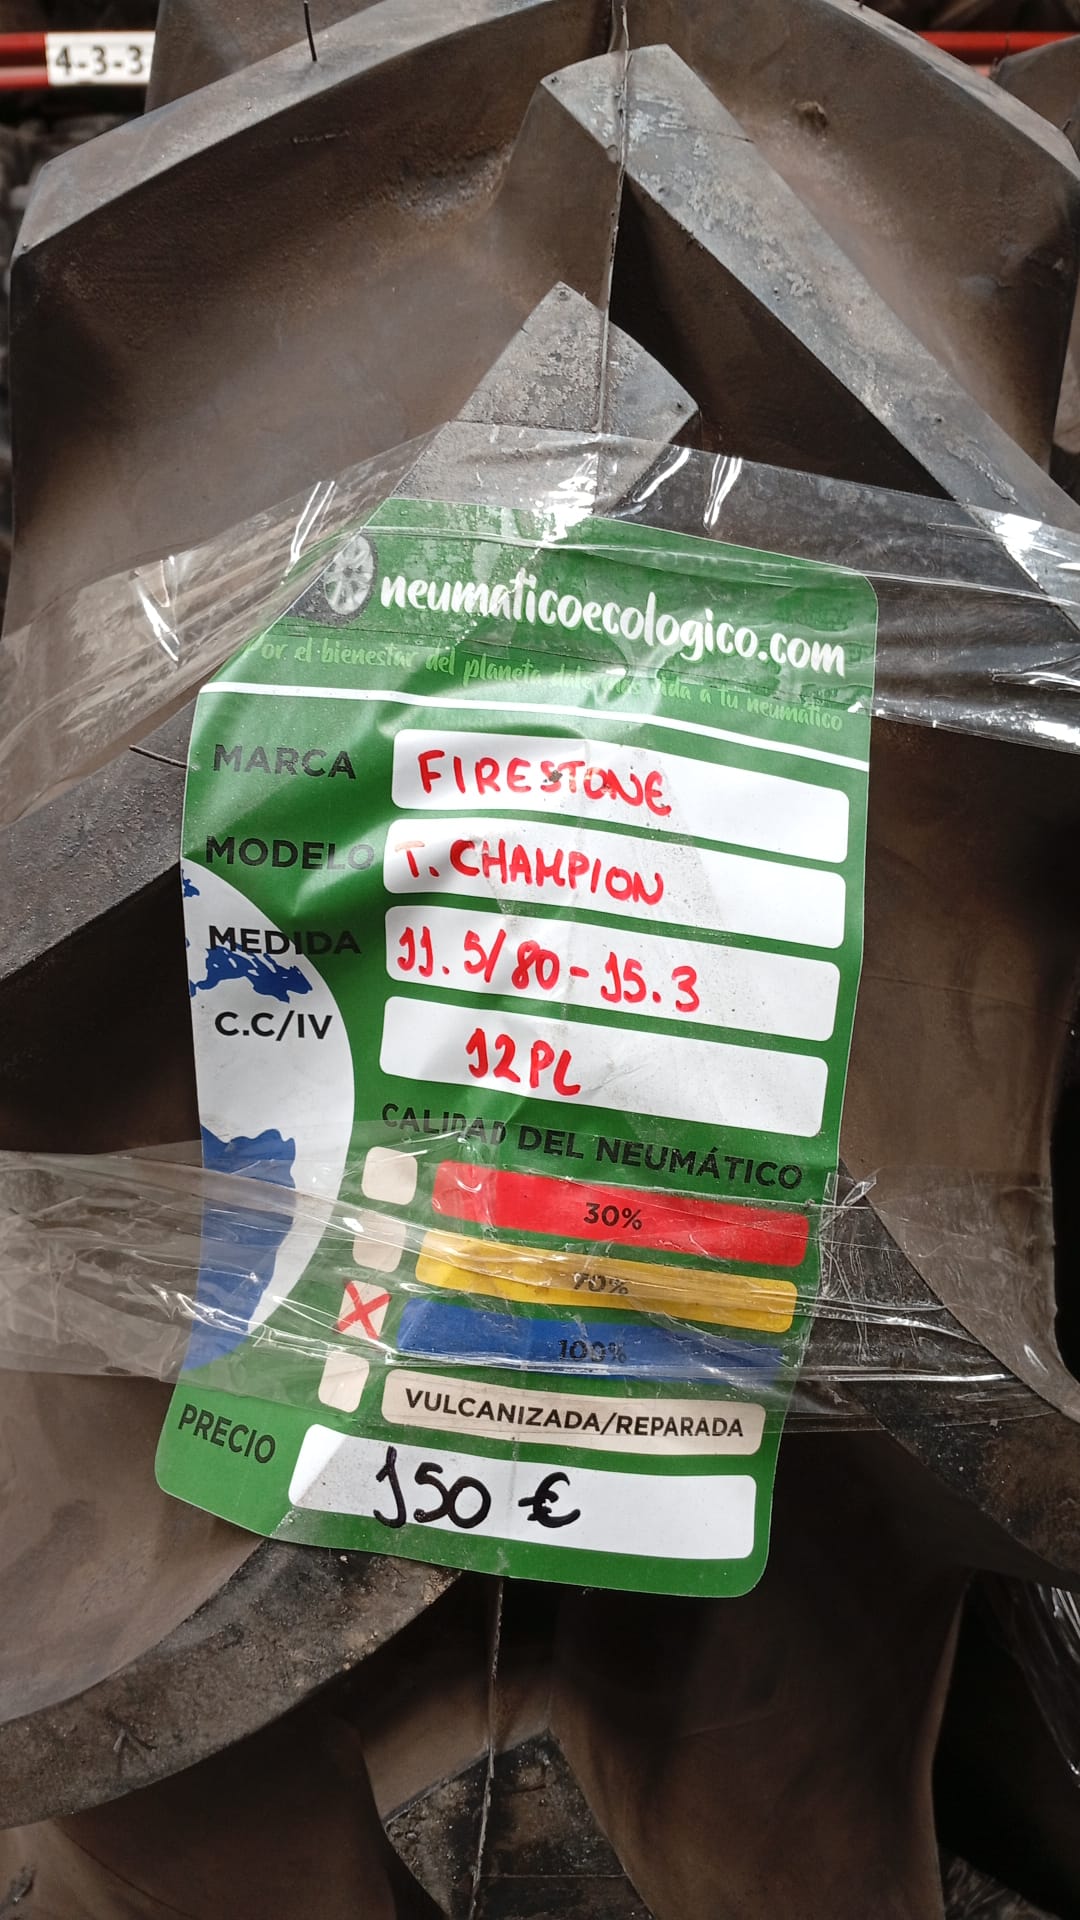 4-3-3
neumaticoecologico.com
Por el bienestar del planeta dale más vida a tu neumático
MARCA FIRESTONE
MODELO T. CHAMPION
MEDIDA 11.5/80-15.3
C.C/IV 12PL
CALIDAD DEL NEUMÁTICO
30%
70%
X 100%
VULCANIZADA/REPARADA
PRECIO 150 €